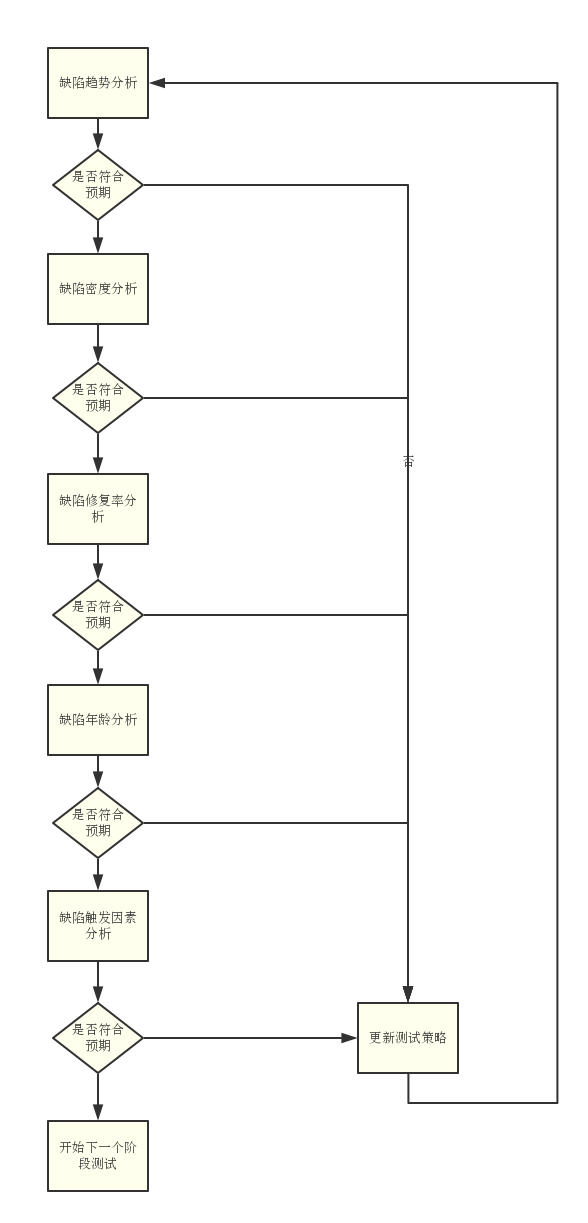 缺陷趋势分析
是否符合
预期
缺陷密度分析
是否符合
预期
否
缺陷修复率分
析
是否符合
预期
缺陷年龄分析
是否符合
预期
缺陷触发因素
分析
是否符合
预期
更新测试策略
开始下一个阶
段测试